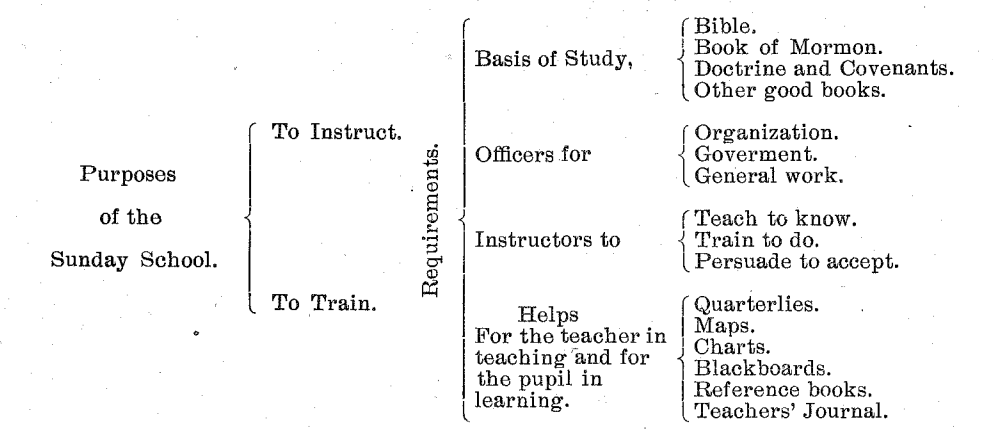 Purposes
of the
Sunday School.
To Instruct.
To Train.
Requirements.
Basis of Study,
Bible.
Book of Mormon.
Doctrine and Covenants.
Other good books.
Officers for
Organization.
Goverment.
General work.
Instructors to
Teach to know.
Train to do.
Persuade to accept.
Helps
For the teacher in
teaching and for
the pupil in
learning.
Quarterlies.
Maps.
Charts.
Blackboards.
Reference books.
Teachers' Journal.